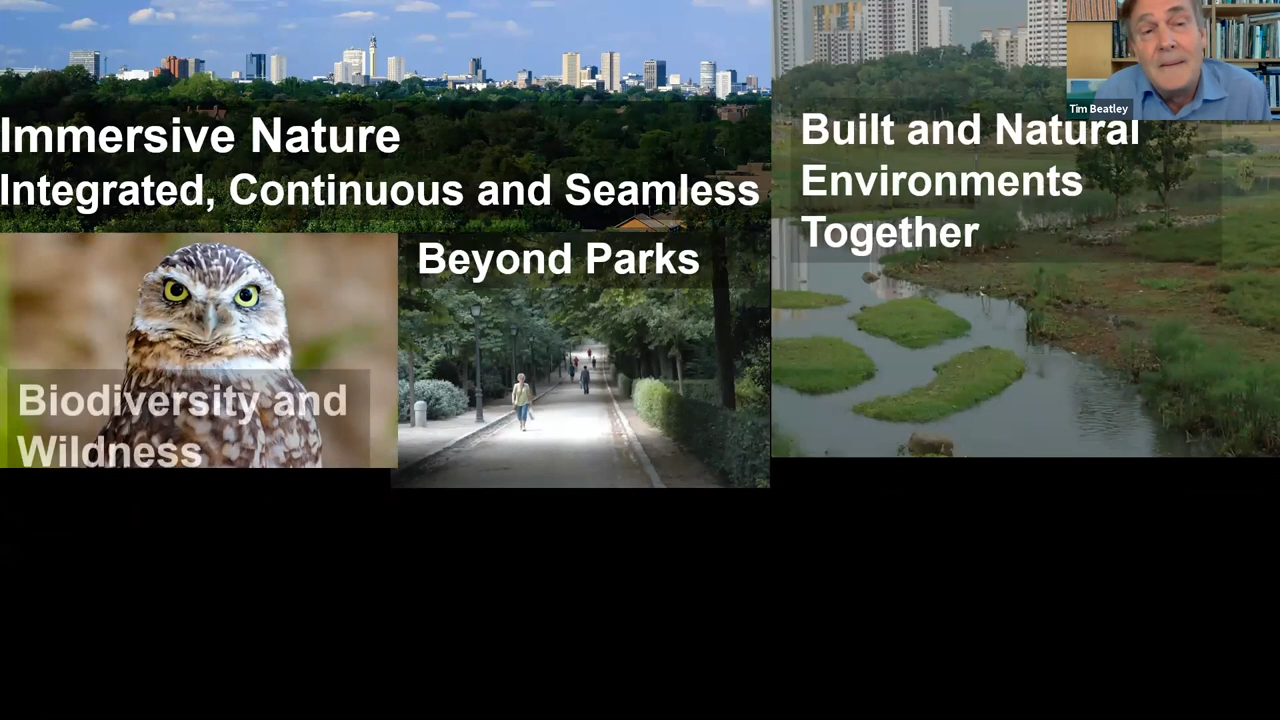 Immersive Nature
Integrated, Continuous and Seamless
Tim Beatley
Built and Natural
Environments
Together
Beyond Parks
Biodiversity and
Wildness